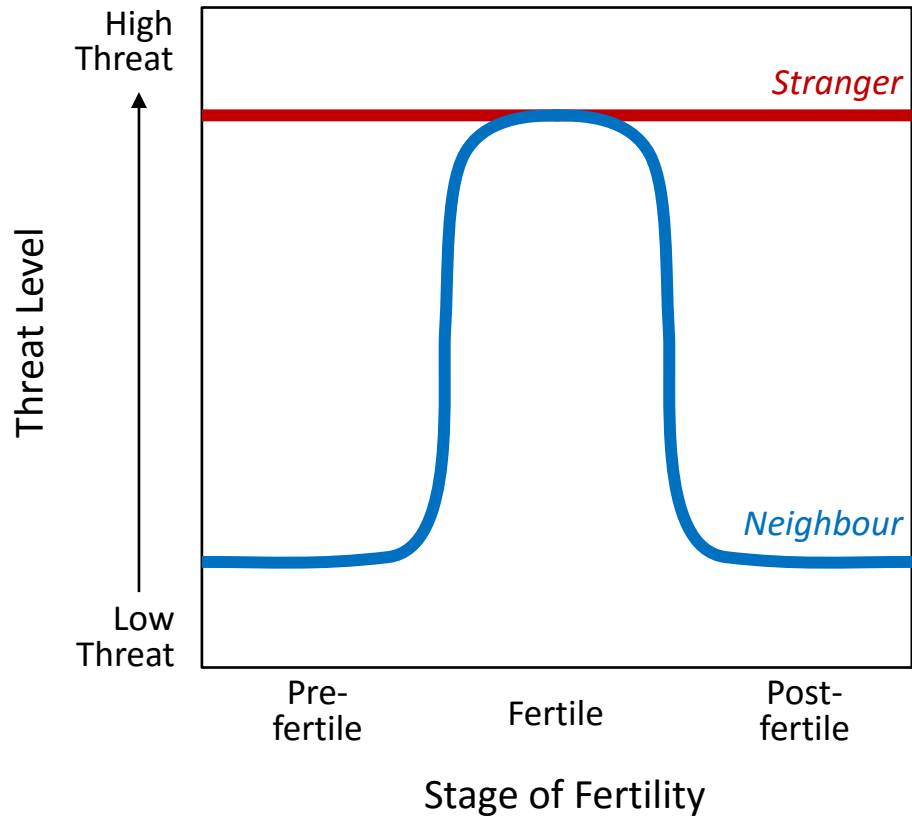 High
Threat
Stranger
Threat Level
Neighbour
Low
Threat
Pre-
fertile
Fertile
Post-
fertile
Stage of Fertility